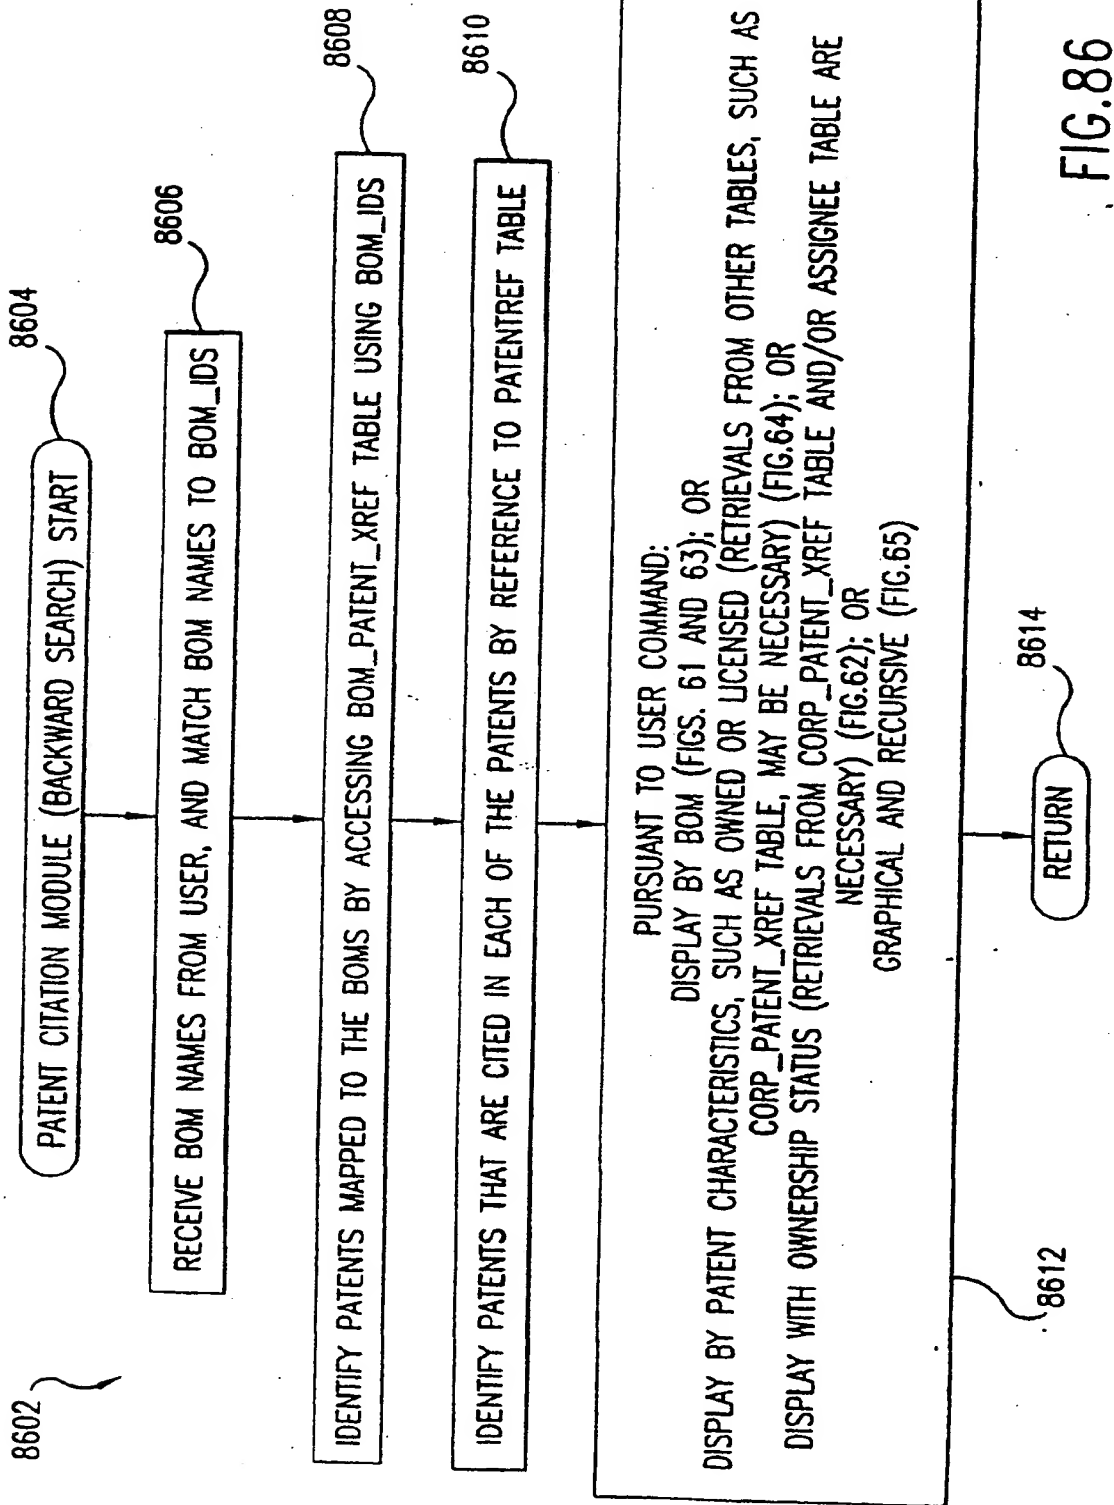 8602
8604
PATENT CITATION MODULE (BACKWARD SEARCH) START
8606
RECEIVE BOM NAMES FROM USER, AND MATCH BOM NAMES TO BOM_IDS
8608
IDENTIFY PATENTS MAPPED TO THE BOMS BY ACCESSING BOM_PATENT_XREF TABLE USING BOM_IDS
8610
IDENTIFY PATENTS THAT ARE CITED IN EACH OF THE PATENTS BY REFERENCE TO PATENTREF TABLE
PURSUANT TO USER COMMAND:
DISPLAY BY BOM (FIGS. 61 AND 63); OR
DISPLAY BY PATENT CHARACTERISTICS, SUCH AS OWNED OR LICENSED (RETRIEVALS FROM OTHER TABLES, SUCH AS
CORP_PATENT_XREF TABLE, MAY BE NECESSARY) (FIG.64); OR
DISPLAY WITH OWNERSHIP STATUS (RETRIEVALS FROM CORP_PATENT_XREF TABLE AND/OR ASSIGNEE TABLE ARE
NECESSARY) (FIG.62); OR
GRAPHICAL AND RECURSIVE (FIG.65)
8612
8614
RETURN
FIG.86